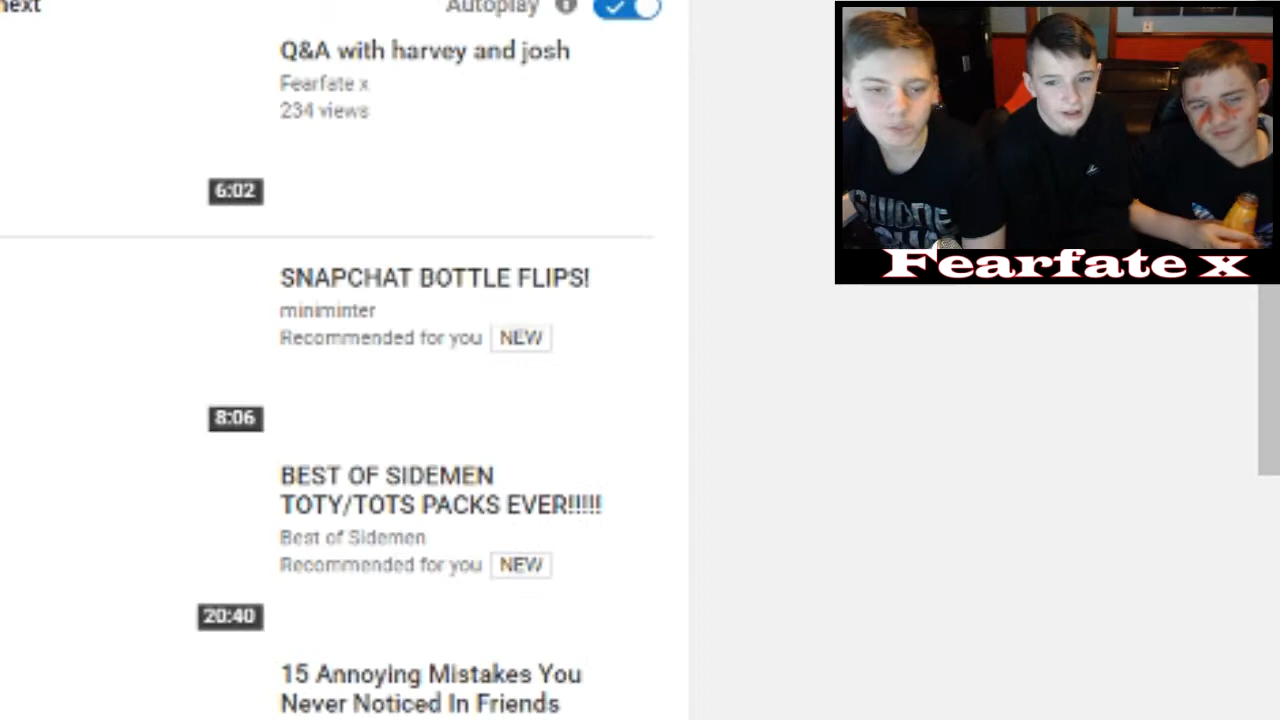 next
Autoplay
Q&A with harvey and josh
Fearfate x
234 views
6:02
SNAPCHAT BOTTLE FLIPS!
miniminter
Recommended for you NEW
8:06
BEST OF SIDEMEN
TOTY/TOTS PACKS EVER!!!!!
Best of Sidemen
Recommended for you NEW
20:40
15 Annoying Mistakes You
Never Noticed In Friends
SUICIDE
Fearfate x